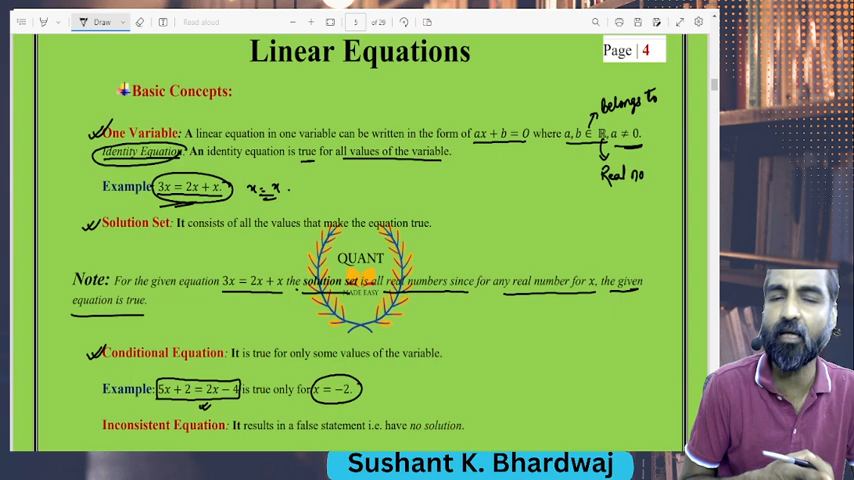 Draw
Read aloud
5
of 29
Linear Equations
Page | 4
Basic Concepts:
Belongs to
One Variable: A linear equation in one variable can be written in the form of ax + b = 0 where a, b ∈ ℝ, a ≠ 0.
Identity Equation: An identity equation is true for all values of the variable.
Real no
Example: 3x = 2x + x.
x = x .
Solution Set: It consists of all the values that make the equation true.
QUANT
MADE EASY
Note: For the given equation 3x = 2x + x the solution set is all real numbers since for any real number for x, the given
equation is true.
Conditional Equation: It is true for only some values of the variable.
Example: 5x + 2 = 2x − 4 is true only for x = −2.
Inconsistent Equation: It results in a false statement i.e. have no solution.
Sushant K. Bhardwaj